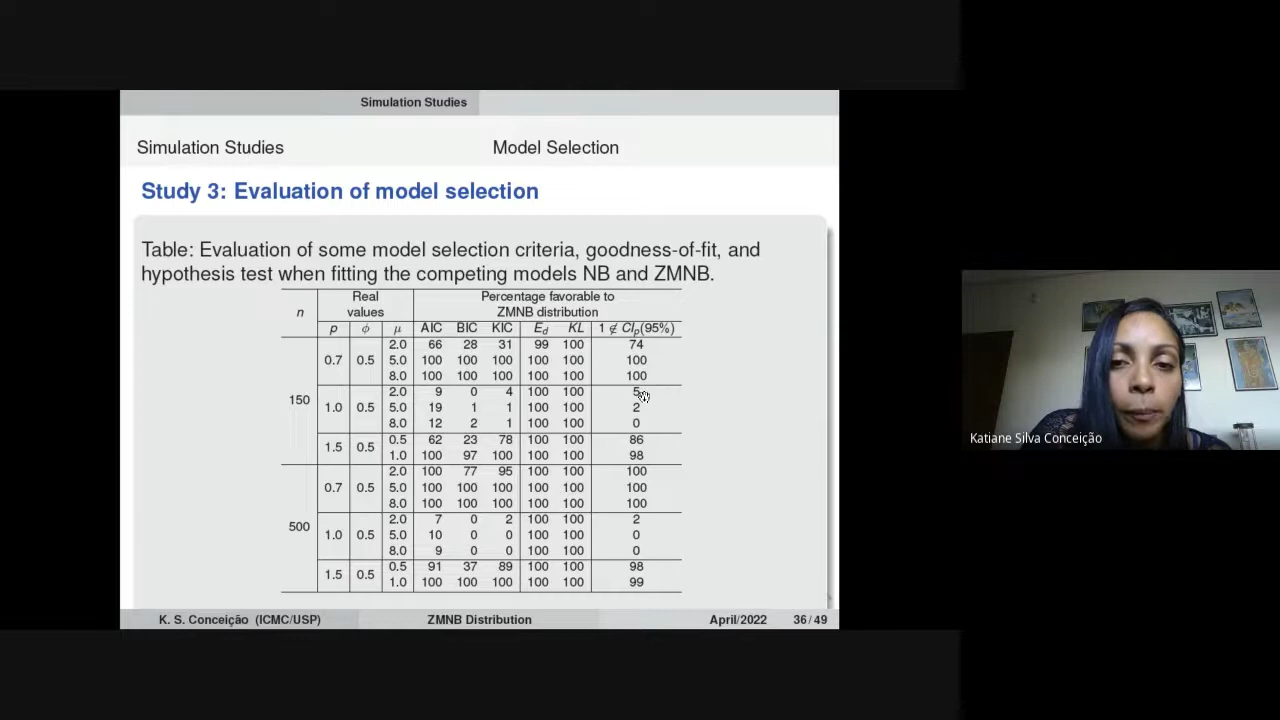 Simulation Studies
Simulation Studies Model Selection
Study 3: Evaluation of model selection
Table: Evaluation of some model selection criteria, goodness-of-fit, and
hypothesis test when fitting the competing models NB and ZMNB.
n Real values Percentage favorable to ZMNB distribution
p ϕ μ AIC BIC KIC E_d KL 1 ∉ CI_p(95%)
150 0.7 0.5 2.0 66 28 31 99 100 74
5.0 100 100 100 100 100 100
8.0 100 100 100 100 100 100
1.0 0.5 2.0 9 0 4 100 100 5
5.0 19 1 1 100 100 2
8.0 12 2 1 100 100 0
1.5 0.5 0.5 62 23 78 100 100 86
1.0 100 97 100 100 100 98
500 0.7 0.5 2.0 100 77 95 100 100 100
5.0 100 100 100 100 100 100
8.0 100 100 100 100 100 100
1.0 0.5 2.0 7 0 2 100 100 2
5.0 10 0 0 100 100 0
8.0 9 0 0 100 100 0
1.5 0.5 0.5 91 37 89 100 100 98
1.0 100 100 100 100 100 99
K. S. Conceição (ICMC/USP) ZMNB Distribution April/2022 36/49
Katiane Silva Conceição